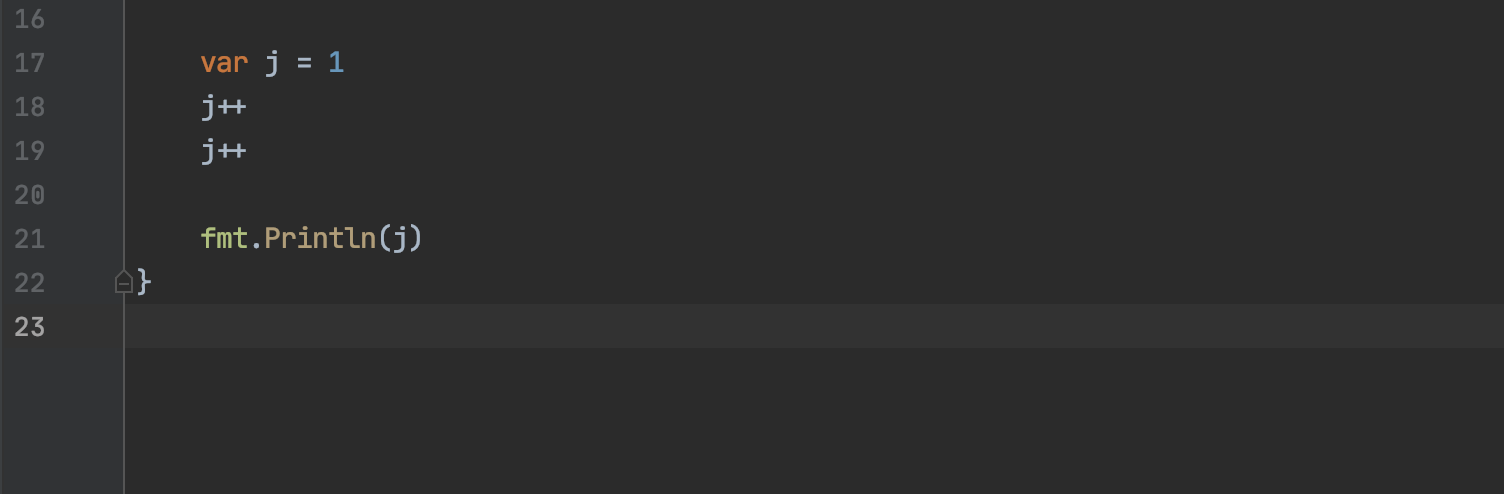 16
17 var j = 1
18 j++
19 j++
20
21 fmt.Println(j)
22 }
23